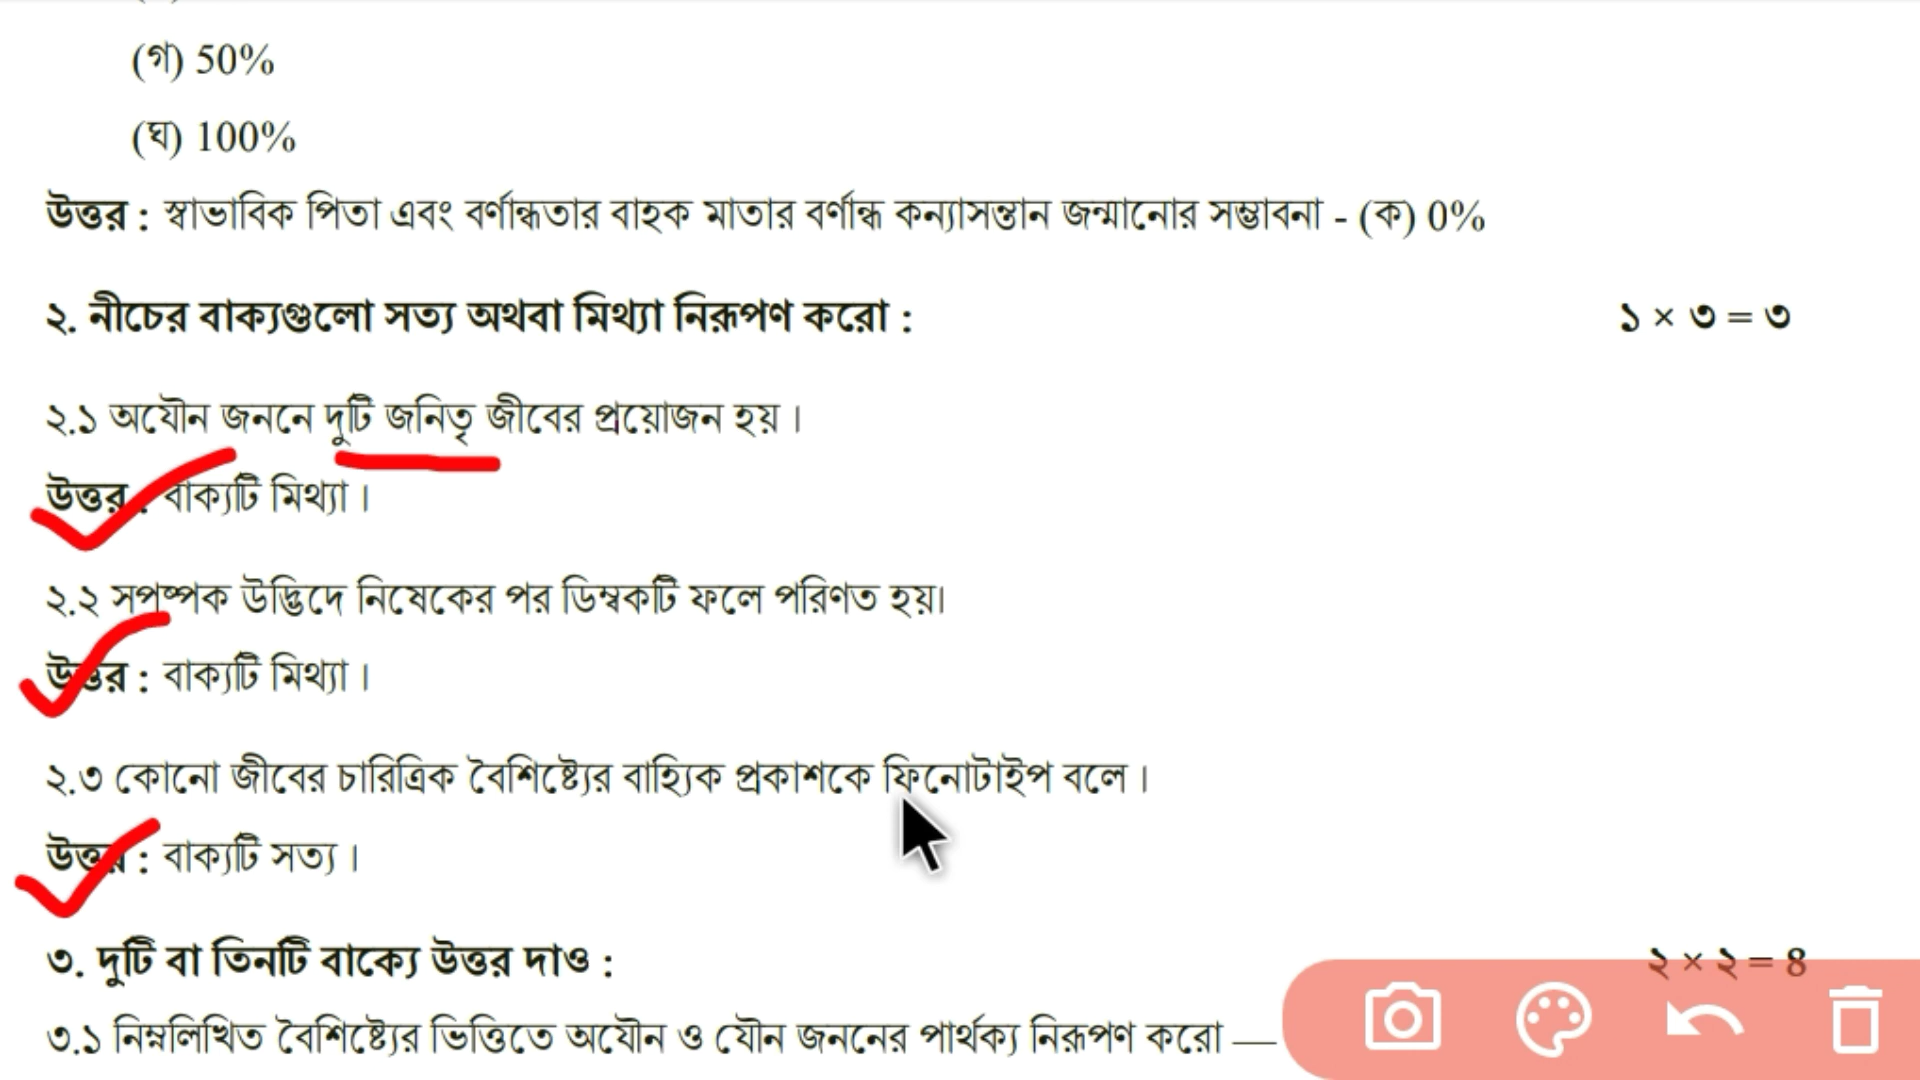 (গ) 50%
(ঘ) 100%
উত্তর : স্বাভাবিক পিতা এবং বর্ণান্ধতার বাহক মাতার বর্ণান্ধ কন্যাসন্তান জন্মানোর সম্ভাবনা - (ক) 0%
২. নীচের বাক্যগুলো সত্য অথবা মিথ্যা নিরূপণ করো : ১ × ৩ = ৩
২.১ অযৌন জননে দুটি জনিতৃ জীবের প্রয়োজন হয় ।
উত্তর : বাক্যটি মিথ্যা ।
২.২ সপুষ্পক উদ্ভিদে নিষেকের পর ডিম্বকটি ফলে পরিণত হয়।
উত্তর : বাক্যটি মিথ্যা ।
২.৩ কোনো জীবের চারিত্রিক বৈশিষ্ট্যের বাহ্যিক প্রকাশকে ফিনোটাইপ বলে ।
উত্তর : বাক্যটি সত্য ।
৩. দুটি বা তিনটি বাক্যে উত্তর দাও : ২ × ২ = ৪
৩.১ নিম্নলিখিত বৈশিষ্ট্যের ভিত্তিতে অযৌন ও যৌন জননের পার্থক্য নিরূপণ করো —